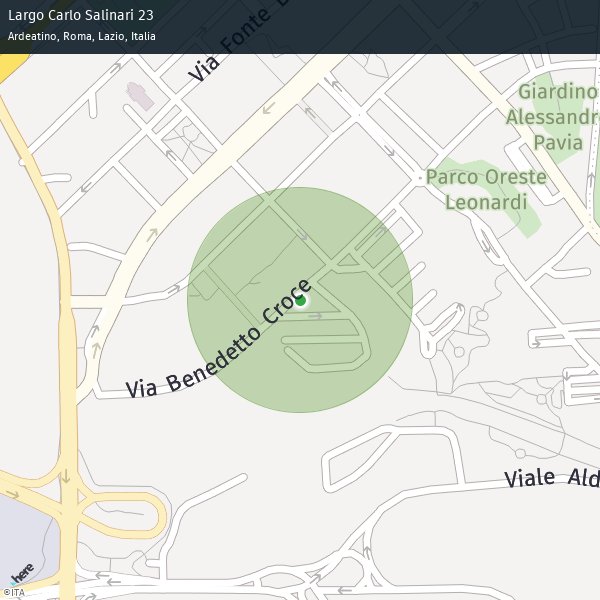 Largo Carlo Salinari 23
Ardeatino, Roma, Lazio, Italia
Via Fonte
Giardino
Alessandro
Pavia
Parco Oreste
Leonardi
Via Benedetto Croce
Viale Ald
here
©ITA